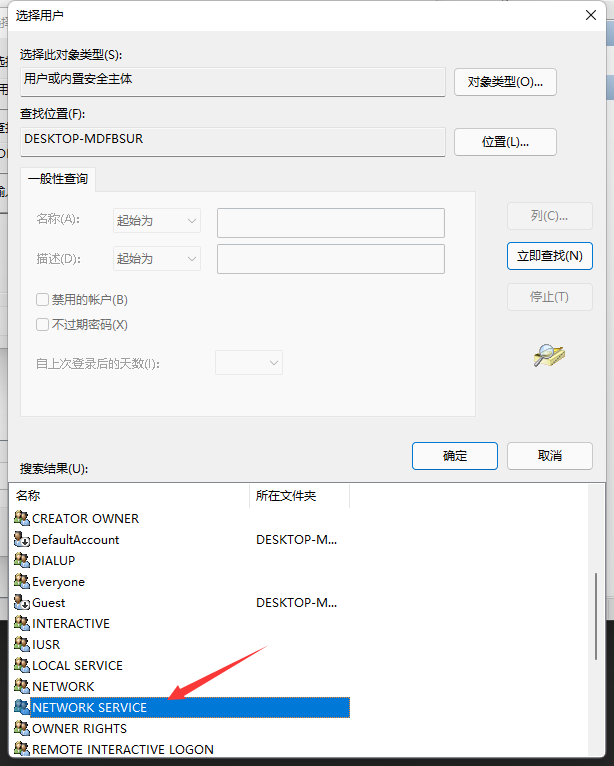 选择用户
选择此对象类型(S):
用户或内置安全主体
对象类型(O)...
查找位置(F):
DESKTOP-MDFBSUR
位置(L)...
一般性查询
名称(A):
起始为
列(C)...
描述(D):
起始为
立即查找(N)
禁用的帐户(B)
停止(T)
不过期密码(X)
自上次登录后的天数(I):
确定
取消
搜索结果(U):
名称
所在文件夹
CREATOR OWNER
DefaultAccount
DESKTOP-M...
DIALUP
Everyone
Guest
DESKTOP-M...
INTERACTIVE
IUSR
LOCAL SERVICE
NETWORK
NETWORK SERVICE
OWNER RIGHTS
REMOTE INTERACTIVE LOGON